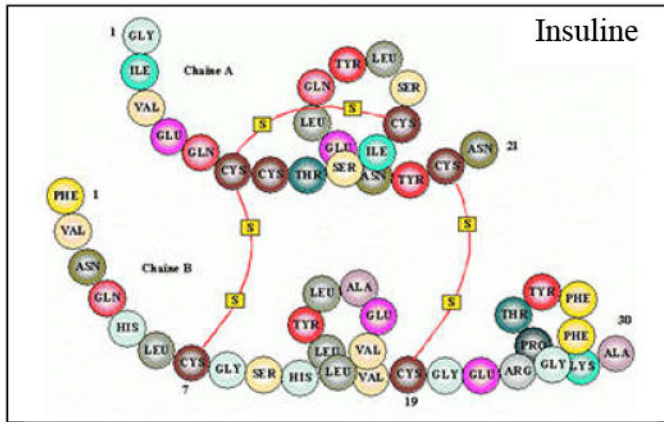 Insuline
1
GLY
ILE
VAL
GLU
GLN
CYS
CYS
THR
SER
ILE
CYS
SER
LEU
TYR
GLN
LEU
GLU
ASN
TYR
CYS
ASN
21
Chaine A
S
S
S
S
S
S
1
PHE
VAL
ASN
GLN
HIS
LEU
CYS
7
GLY
SER
HIS
LEU
VAL
GLU
ALA
LEU
TYR
LEU
VAL
CYS
19
GLY
GLU
ARG
GLY
PHE
PHE
TYR
THR
PRO
LYS
ALA
30
Chaine B